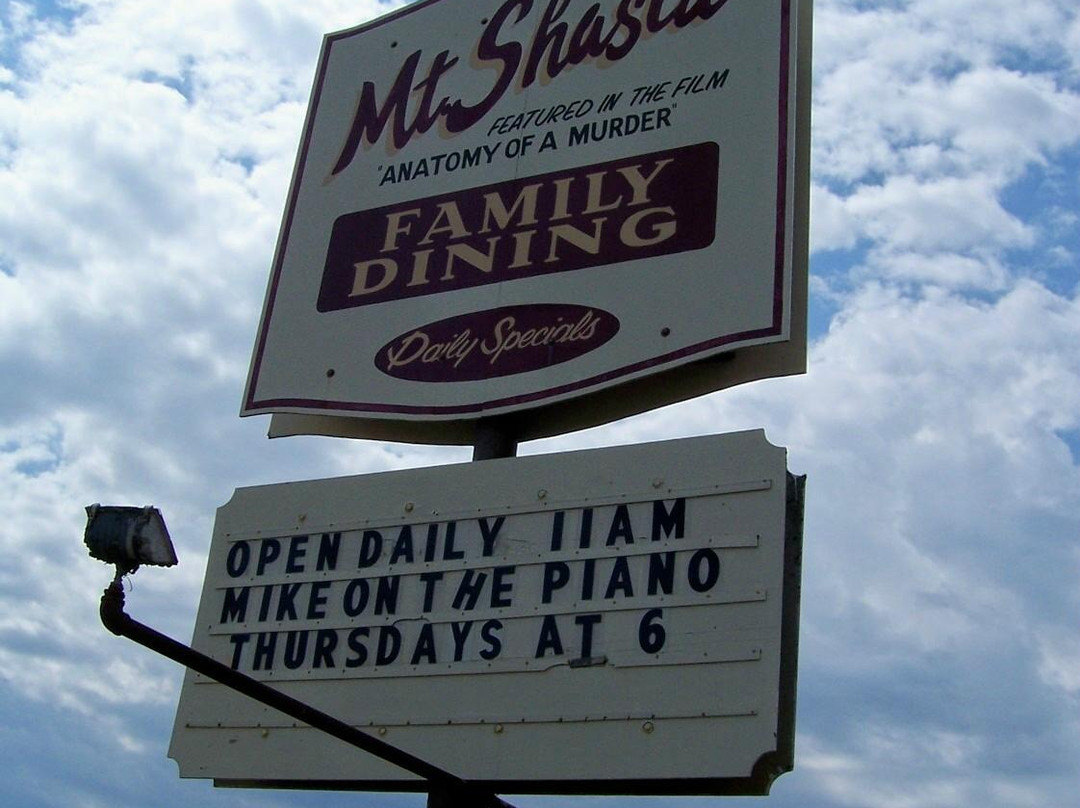 Mt. Shasta
FEATURED IN THE FILM
"ANATOMY OF A MURDER"
FAMILY
DINING
Daily Specials
OPEN DAILY 11AM
MIKE ON THE PIANO
THURSDAYS AT 6